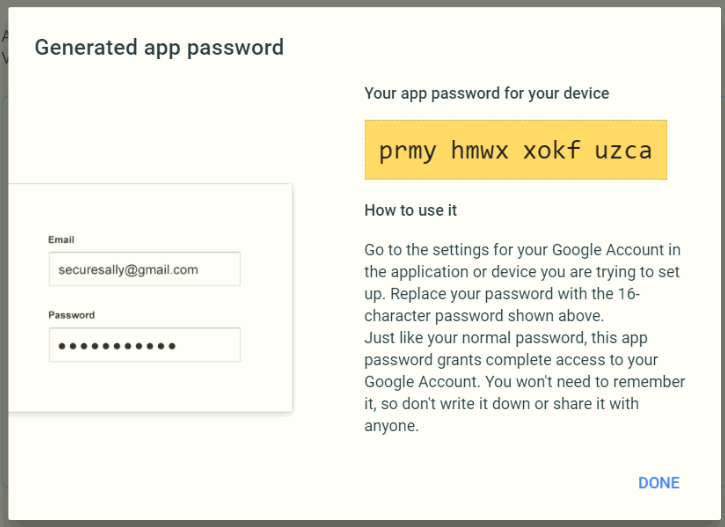 Generated app password
Your app password for your device
prmy hmwx xokf uzca
How to use it
Email
securesally@gmail.com
Password
Go to the settings for your Google Account in
the application or device you are trying to set
up. Replace your password with the 16-
character password shown above.
Just like your normal password, this app
password grants complete access to your
Google Account. You won't need to remember
it, so don't write it down or share it with
anyone.
DONE